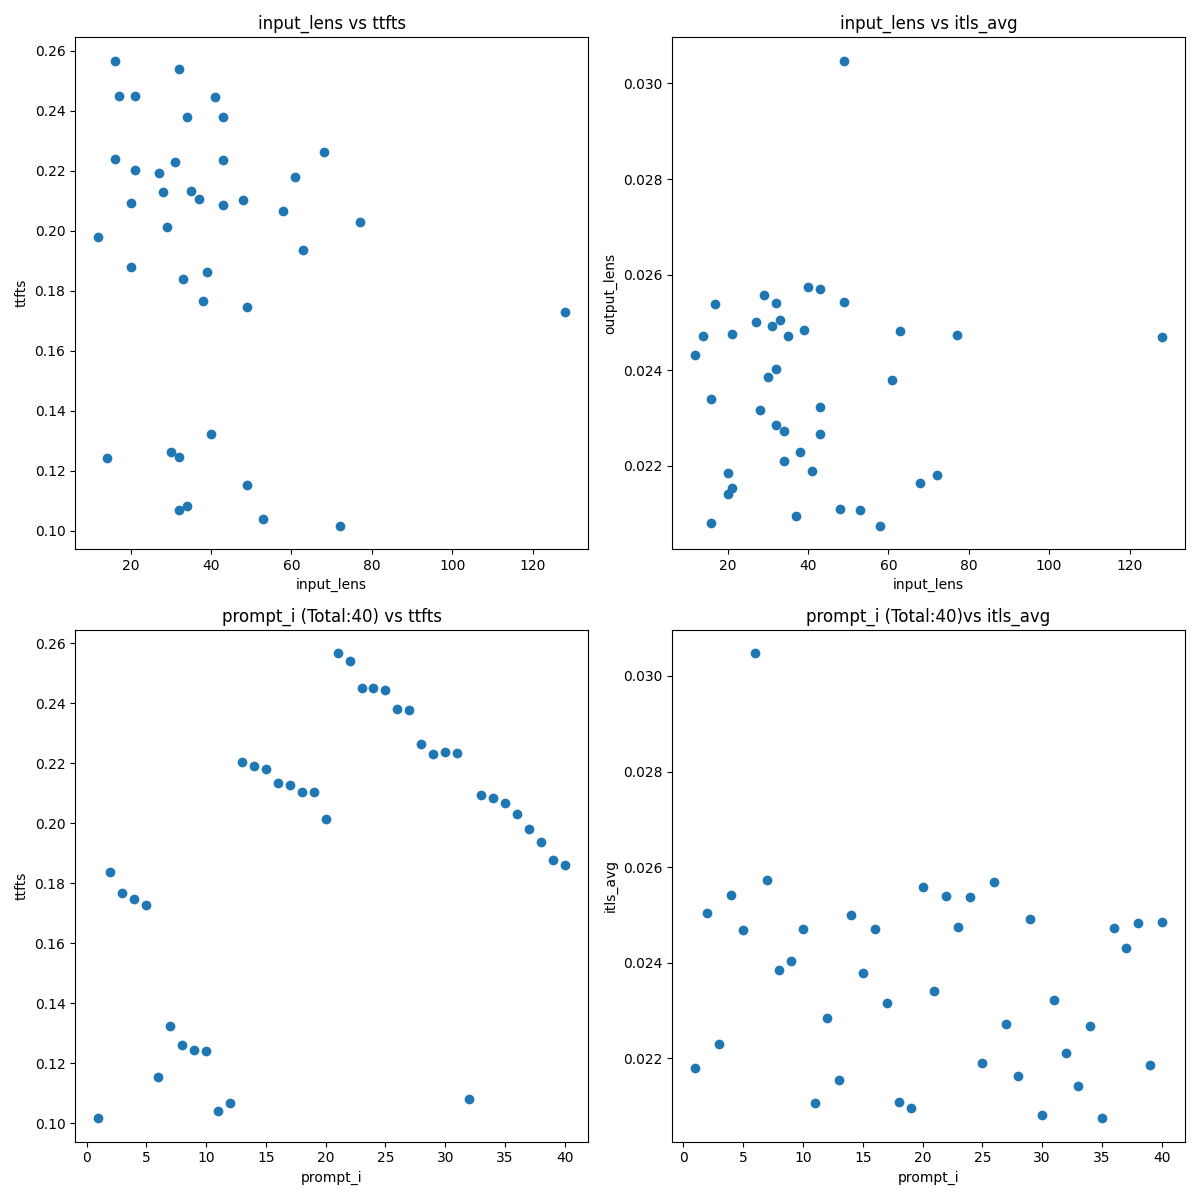 input_lens vs ttfts
0.26
0.24
0.22
0.20
0.18
0.16
0.14
0.12
0.10
ttfts
20 40 60 80 100 120
input_lens
input_lens vs itls_avg
0.030
0.028
0.026
0.024
0.022
output_lens
20 40 60 80 100 120
input_lens
prompt_i (Total:40) vs ttfts
0.26
0.24
0.22
0.20
0.18
0.16
0.14
0.12
0.10
ttfts
0 5 10 15 20 25 30 35 40
prompt_i
prompt_i (Total:40)vs itls_avg
0.030
0.028
0.026
0.024
0.022
itls_avg
0 5 10 15 20 25 30 35 40
prompt_i